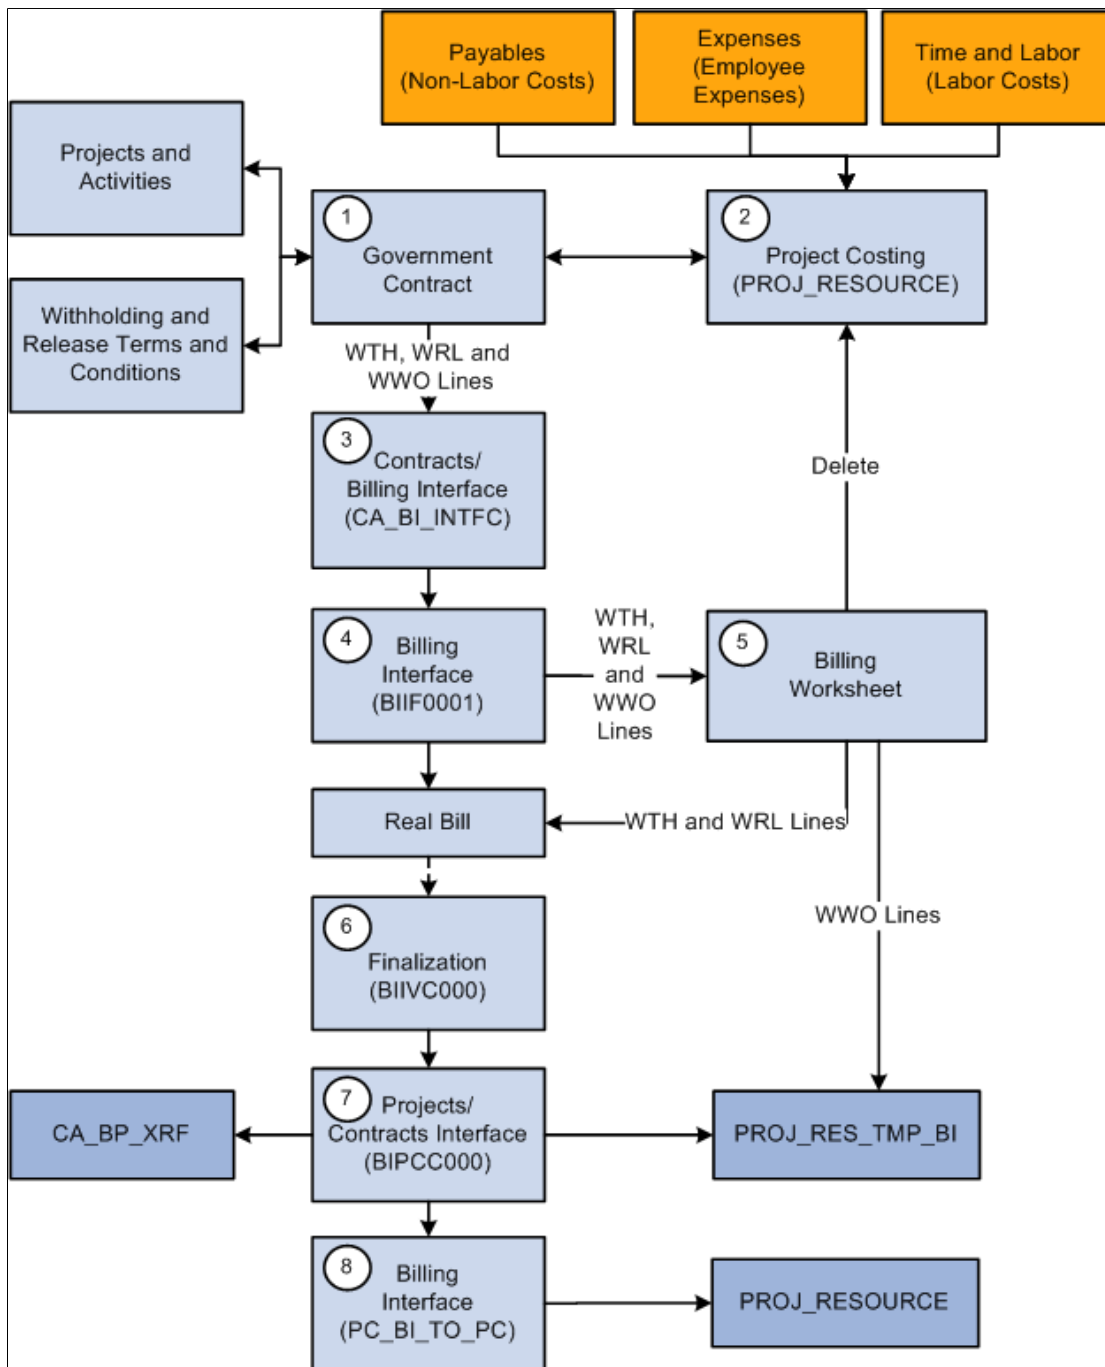 Payables
(Non-Labor Costs)
Expenses
(Employee
Expenses)
Time and Labor
(Labor Costs)
Projects and
Activities
1
Government
Contract
2
Project Costing
(PROJ_RESOURCE)
Withholding and
Release Terms and
Conditions
WTH, WRL and
WWO Lines
3
Contracts/
Billing Interface
(CA_BI_INTFC)
Delete
4
Billing
Interface
(BIIF0001)
WTH,
WRL
and
WWO
Lines
5
Billing
Worksheet
Real Bill
WTH and WRL Lines
6
Finalization
(BIIVC000)
WWO Lines
CA_BP_XRF
7
Projects/
Contracts Interface
(BIPCC000)
PROJ_RES_TMP_BI
8
Billing
Interface
(PC_BI_TO_PC)
PROJ_RESOURCE